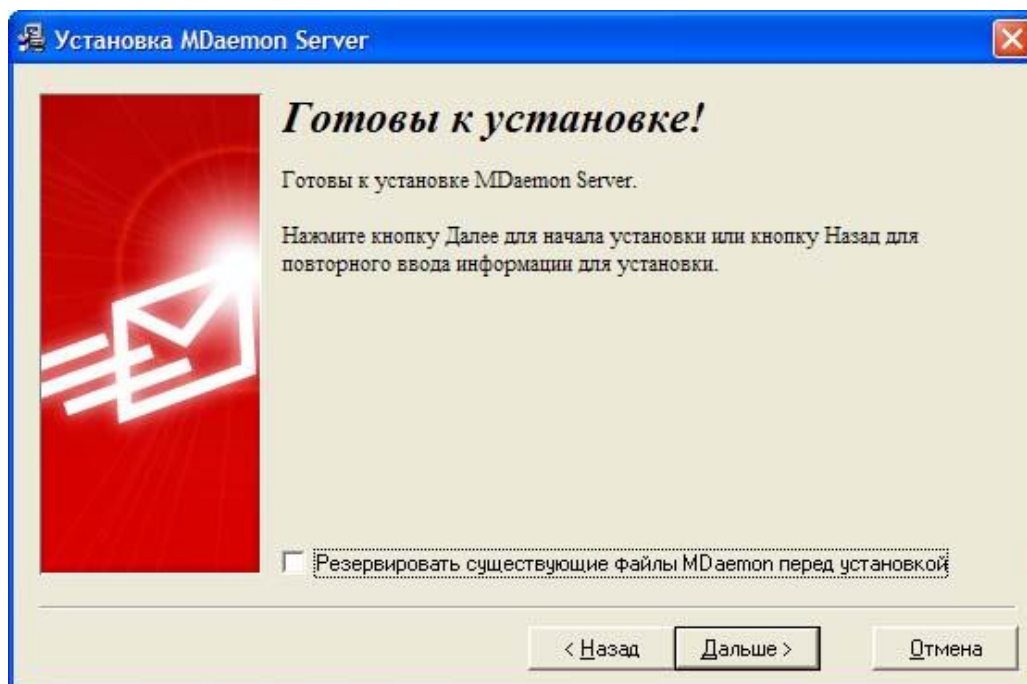 Установка MDaemon Server
Готовы к установке!
Готовы к установке MDaemon Server.
Нажмите кнопку Далее для начала установки или кнопку Назад для
повторного ввода информации для установки.
Резервировать существующие файлы MDaemon перед установкой
< Назад
Дальше >
Отмена